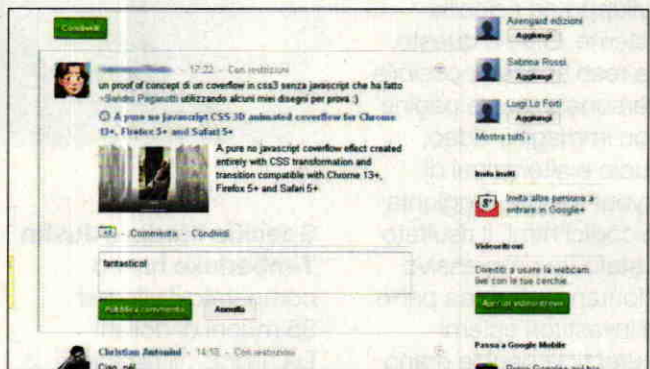 Condividi
17:22 - Con restrizioni
un proof of concept di un coverflow in css3 senza javascript che ha fatto
+Sandro Paganotti utilizzando alcuni miei disegni per prova :)
A pure no javascript CSS 3D animated coverflow for Chrome
13+, Firefox 5+ and Safari 5+
A pure no javascript coverflow effect created
entirely with CSS transformation and
transition compatible with Chrome 13+,
Firefox 5+ and Safari 5+
+1 - Commenta - Condividi
fantastico!
Pubblica commento Annulla
Christian Antonini - 14:18 - Con restrizioni
Asengard edizioni
Aggiungi
Sabrina Rossi
Aggiungi
Luigi Lo Forti
Aggiungi
Mostra tutti
Invia inviti
Invita altre persone a
entrare in Google+
Videoritrovi
Divertiti a usare la webcam
live con le tue cerchie.
Apri un videoritrovo
Passa a Google Mobile